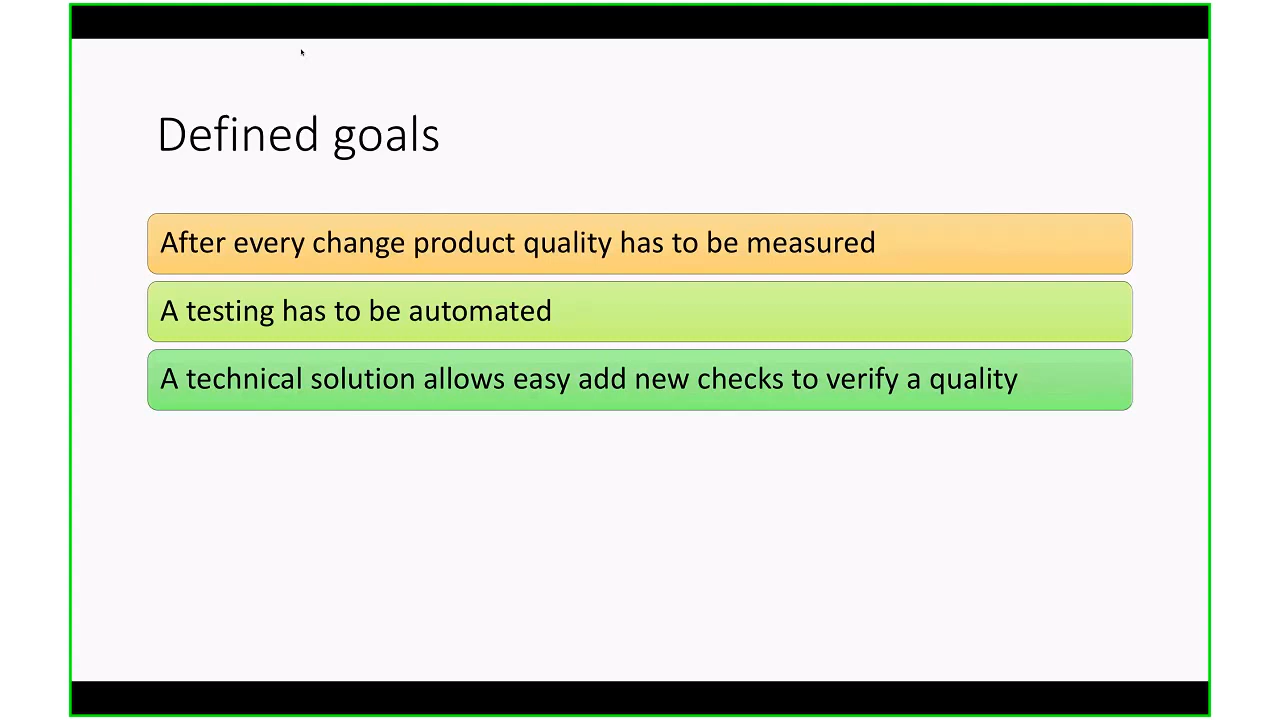 Defined goals
After every change product quality has to be measured
A testing has to be automated
A technical solution allows easy add new checks to verify a quality